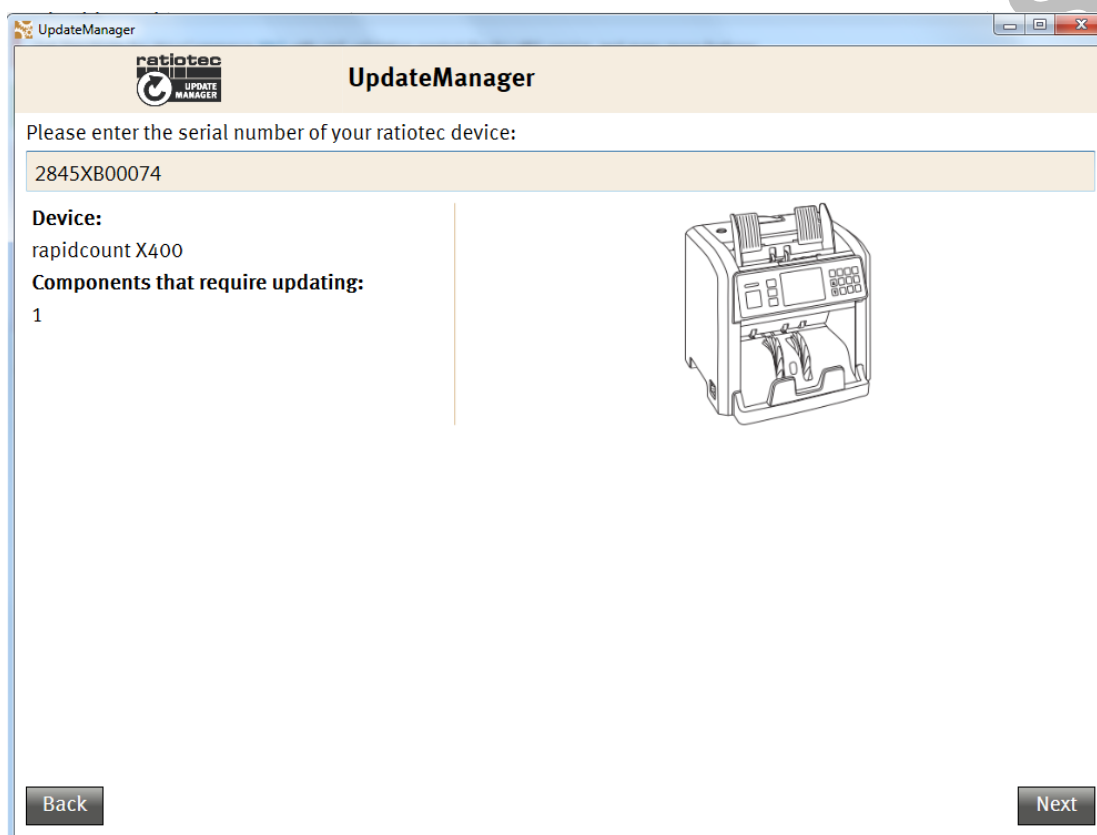 UpdateManager
ratiotec
UPDATE
MANAGER
UpdateManager
Please enter the serial number of your ratiotec device:
2845XB00074
Device:
rapidcount X400
Components that require updating:
1
Back
Next